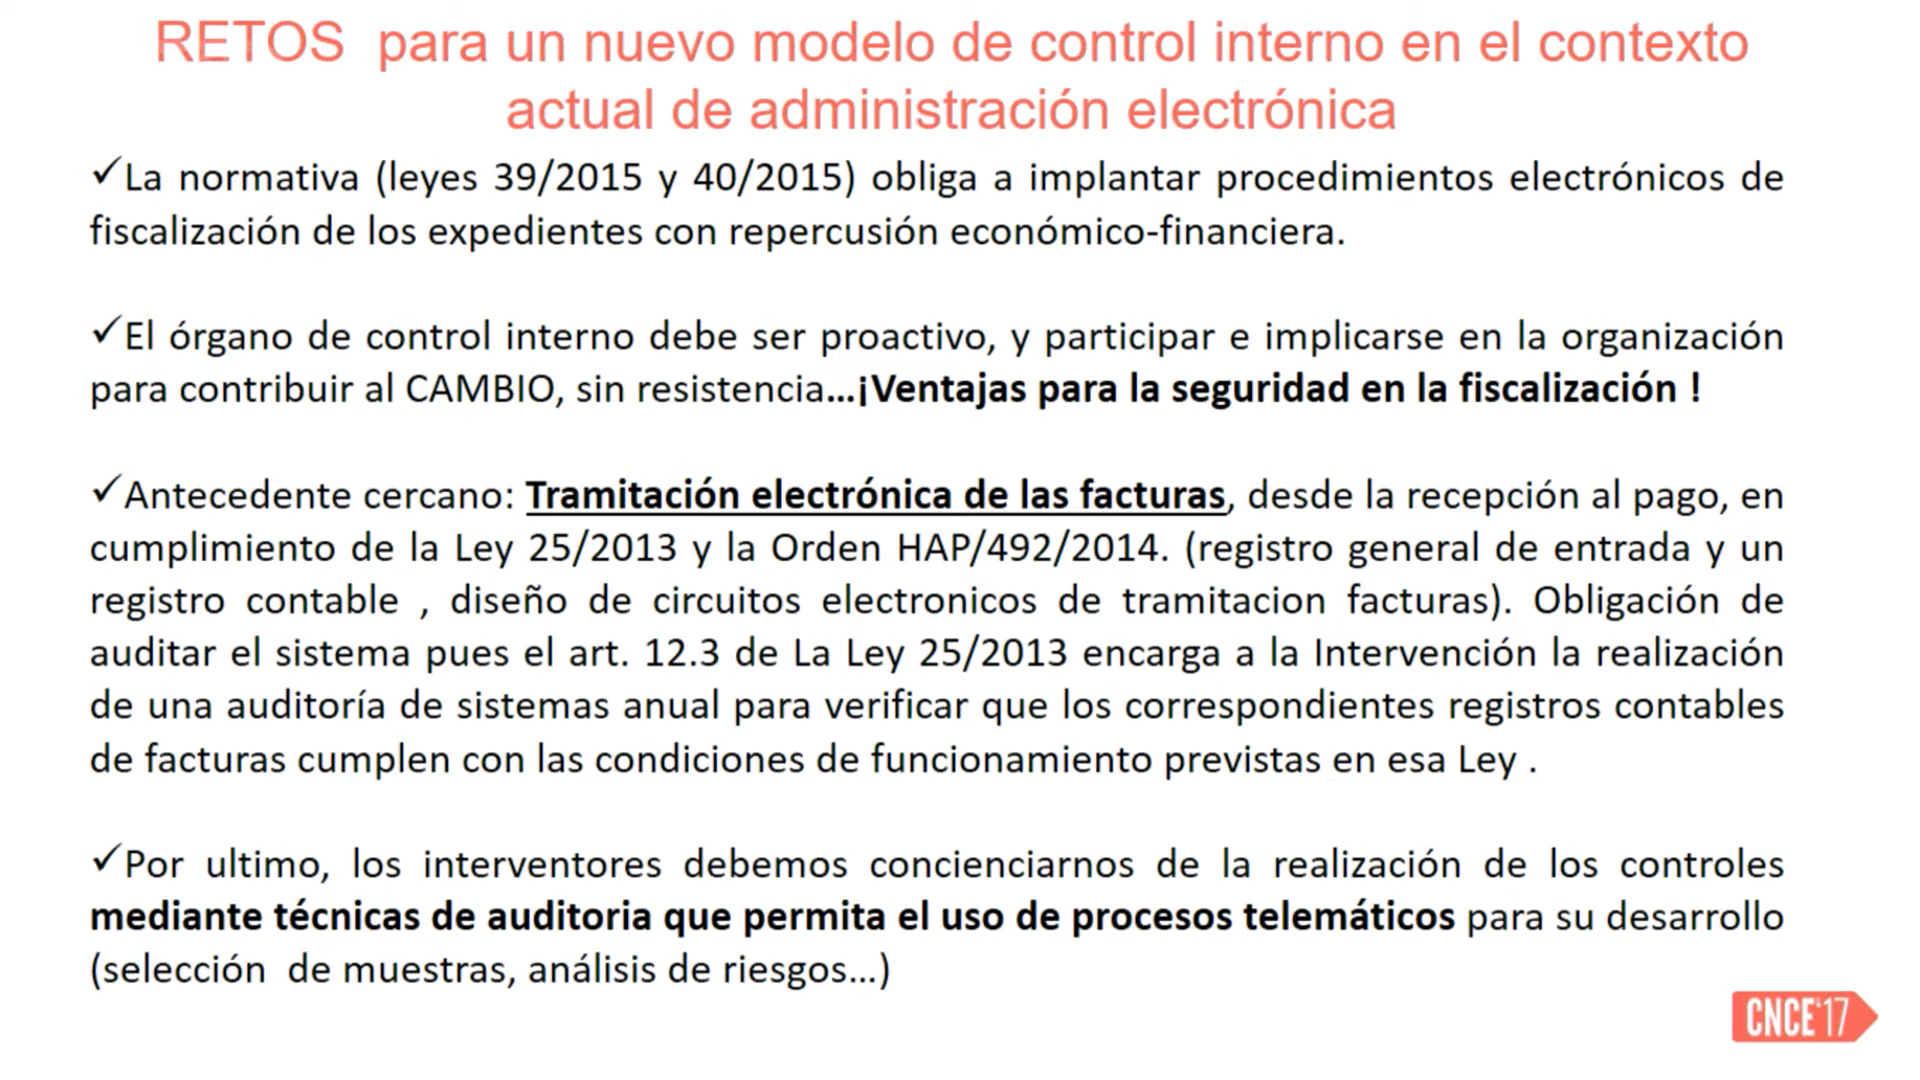 RETOS para un nuevo modelo de control interno en el contexto
actual de administración electrónica
✓La normativa (leyes 39/2015 y 40/2015) obliga a implantar procedimientos electrónicos de
fiscalización de los expedientes con repercusión económico-financiera.
✓El órgano de control interno debe ser proactivo, y participar e implicarse en la organización
para contribuir al CAMBIO, sin resistencia...¡Ventajas para la seguridad en la fiscalización !
✓Antecedente cercano: Tramitación electrónica de las facturas, desde la recepción al pago, en
cumplimiento de la Ley 25/2013 y la Orden HAP/492/2014. (registro general de entrada y un
registro contable , diseño de circuitos electronicos de tramitacion facturas). Obligación de
auditar el sistema pues el art. 12.3 de La Ley 25/2013 encarga a la Intervención la realización
de una auditoría de sistemas anual para verificar que los correspondientes registros contables
de facturas cumplen con las condiciones de funcionamiento previstas en esa Ley .
✓Por ultimo, los interventores debemos concienciarnos de la realización de los controles
mediante técnicas de auditoria que permita el uso de procesos telemáticos para su desarrollo
(selección de muestras, análisis de riesgos...)
CNCE'17